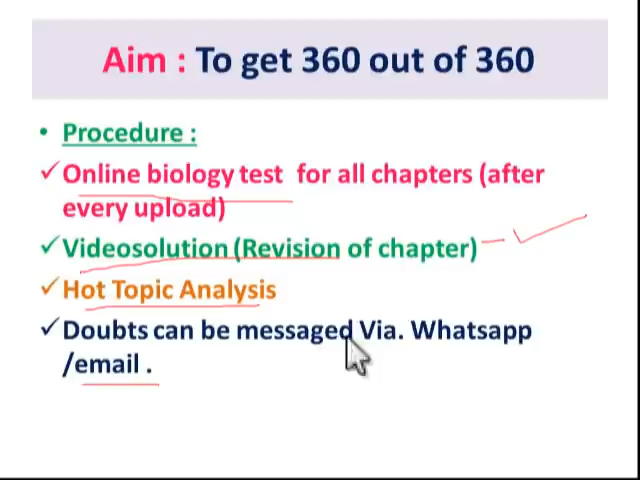 Aim : To get 360 out of 360
• Procedure :
✓ Online biology test for all chapters (after
every upload)
✓ Videosolution (Revision of chapter)
✓ Hot Topic Analysis
✓ Doubts can be messaged Via. Whatsapp
/email .